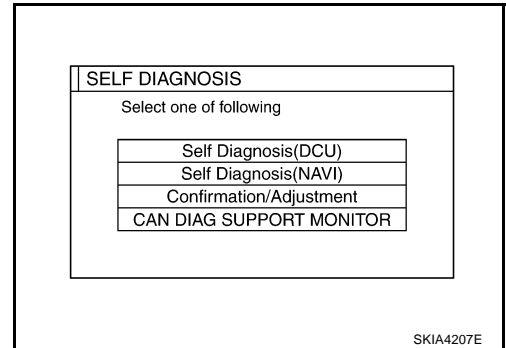 SELF DIAGNOSIS
Select one of following
Self Diagnosis(DCU)
Self Diagnosis(NAVI)
Confirmation/Adjustment
CAN DIAG SUPPORT MONITOR
SKIA4207E